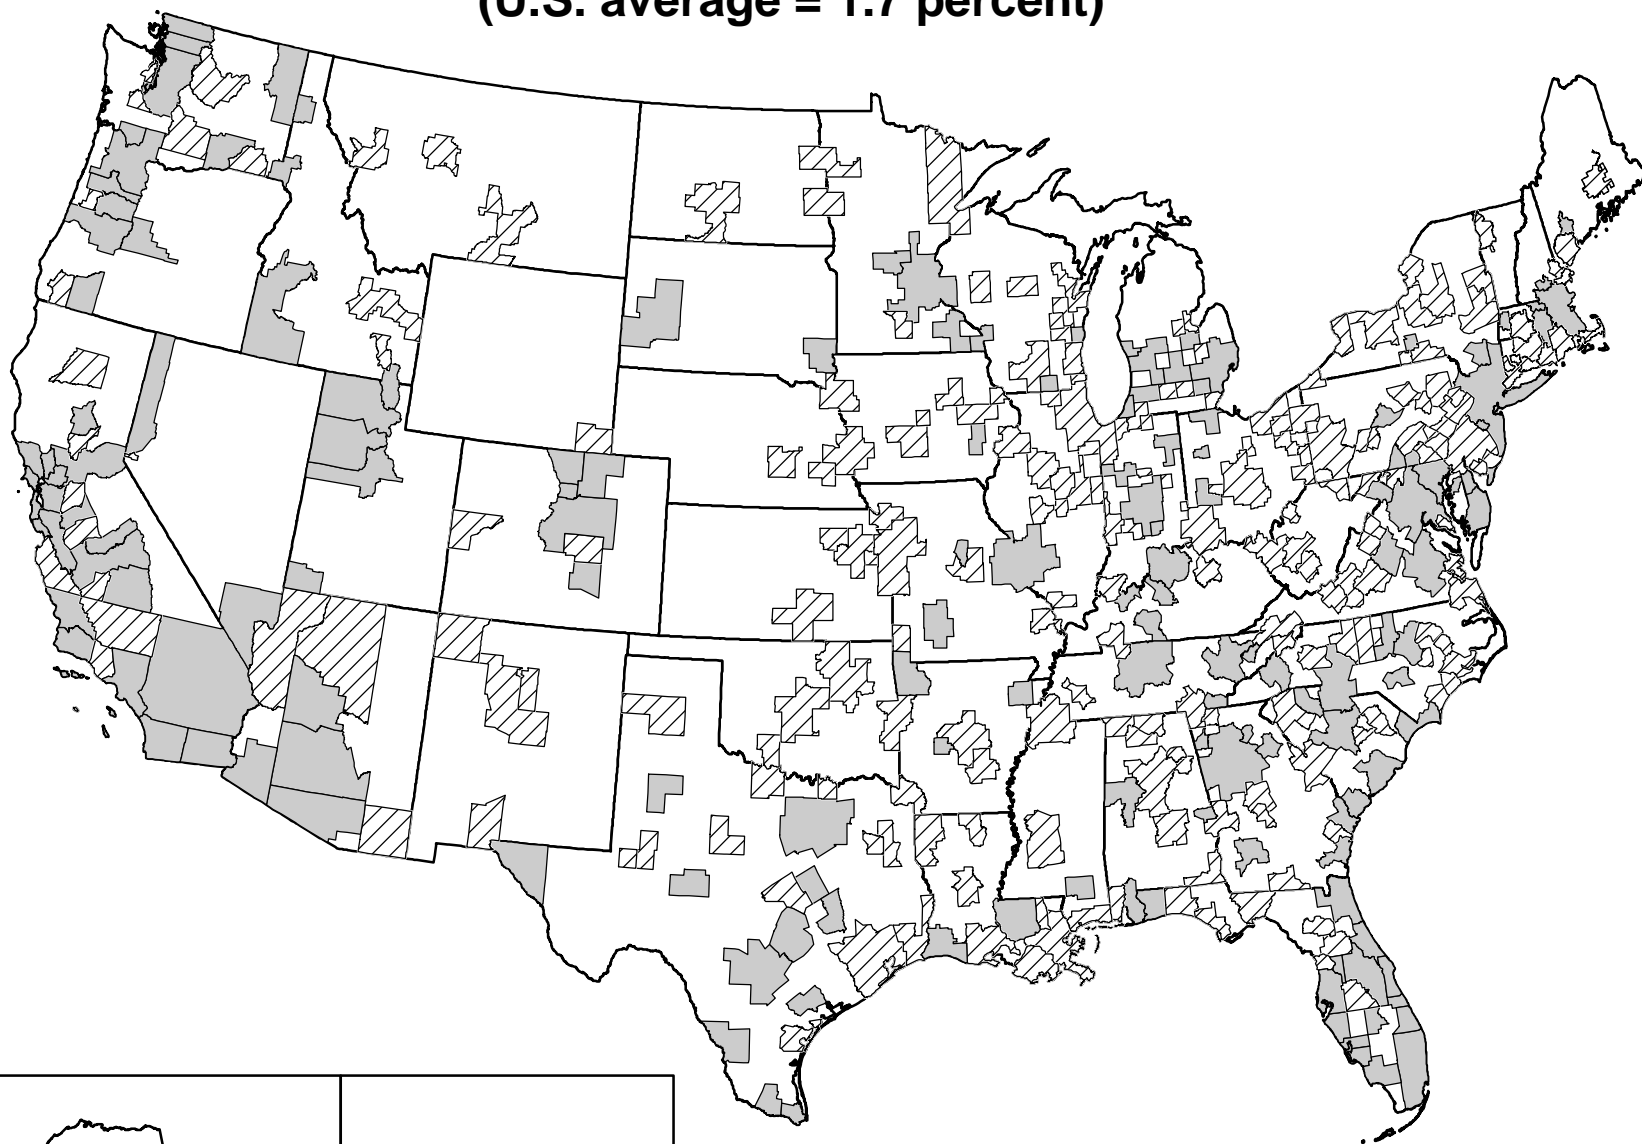 (U.S. average = 1.7 percent)